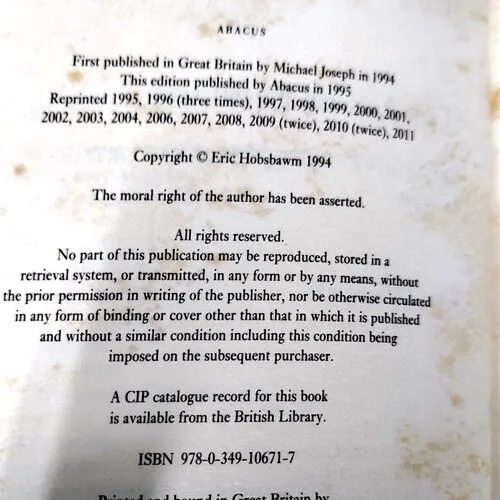 ABACUS
First published in Great Britain by Michael Joseph in 1994
This edition published by Abacus in 1995
Reprinted 1995, 1996 (three times), 1997, 1998, 1999, 2000, 2001,
2002, 2003, 2004, 2006, 2007, 2008, 2009 (twice), 2010 (twice), 2011
Copyright © Eric Hobsbawm 1994
The moral right of the author has been asserted.
All rights reserved.
No part of this publication may be reproduced, stored in a
retrieval system, or transmitted, in any form or by any means, without
the prior permission in writing of the publisher, nor be otherwise circulated
in any form of binding or cover other than that in which it is published
and without a similar condition including this condition being
imposed on the subsequent purchaser.
A CIP catalogue record for this book
is available from the British Library.
ISBN 978-0-349-10671-7
Printed and bound in Great Britain by